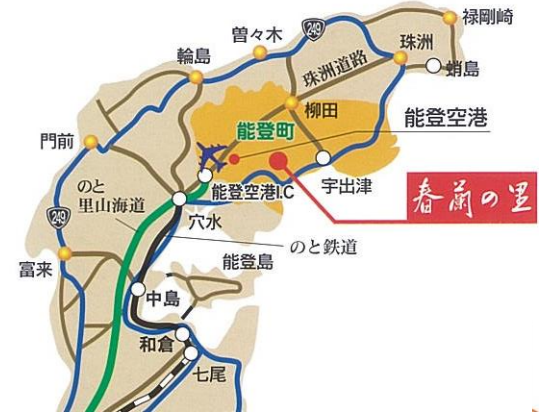 禄剛崎
249
曽々木
珠洲
輪島
蛸島
珠洲道路
柳田
能登空港
能登町
門前
能登空港I.C
宇出津
のと
里山海道
春蘭の里
249
穴水
のと鉄道
能登島
富来
中島
和倉
七尾